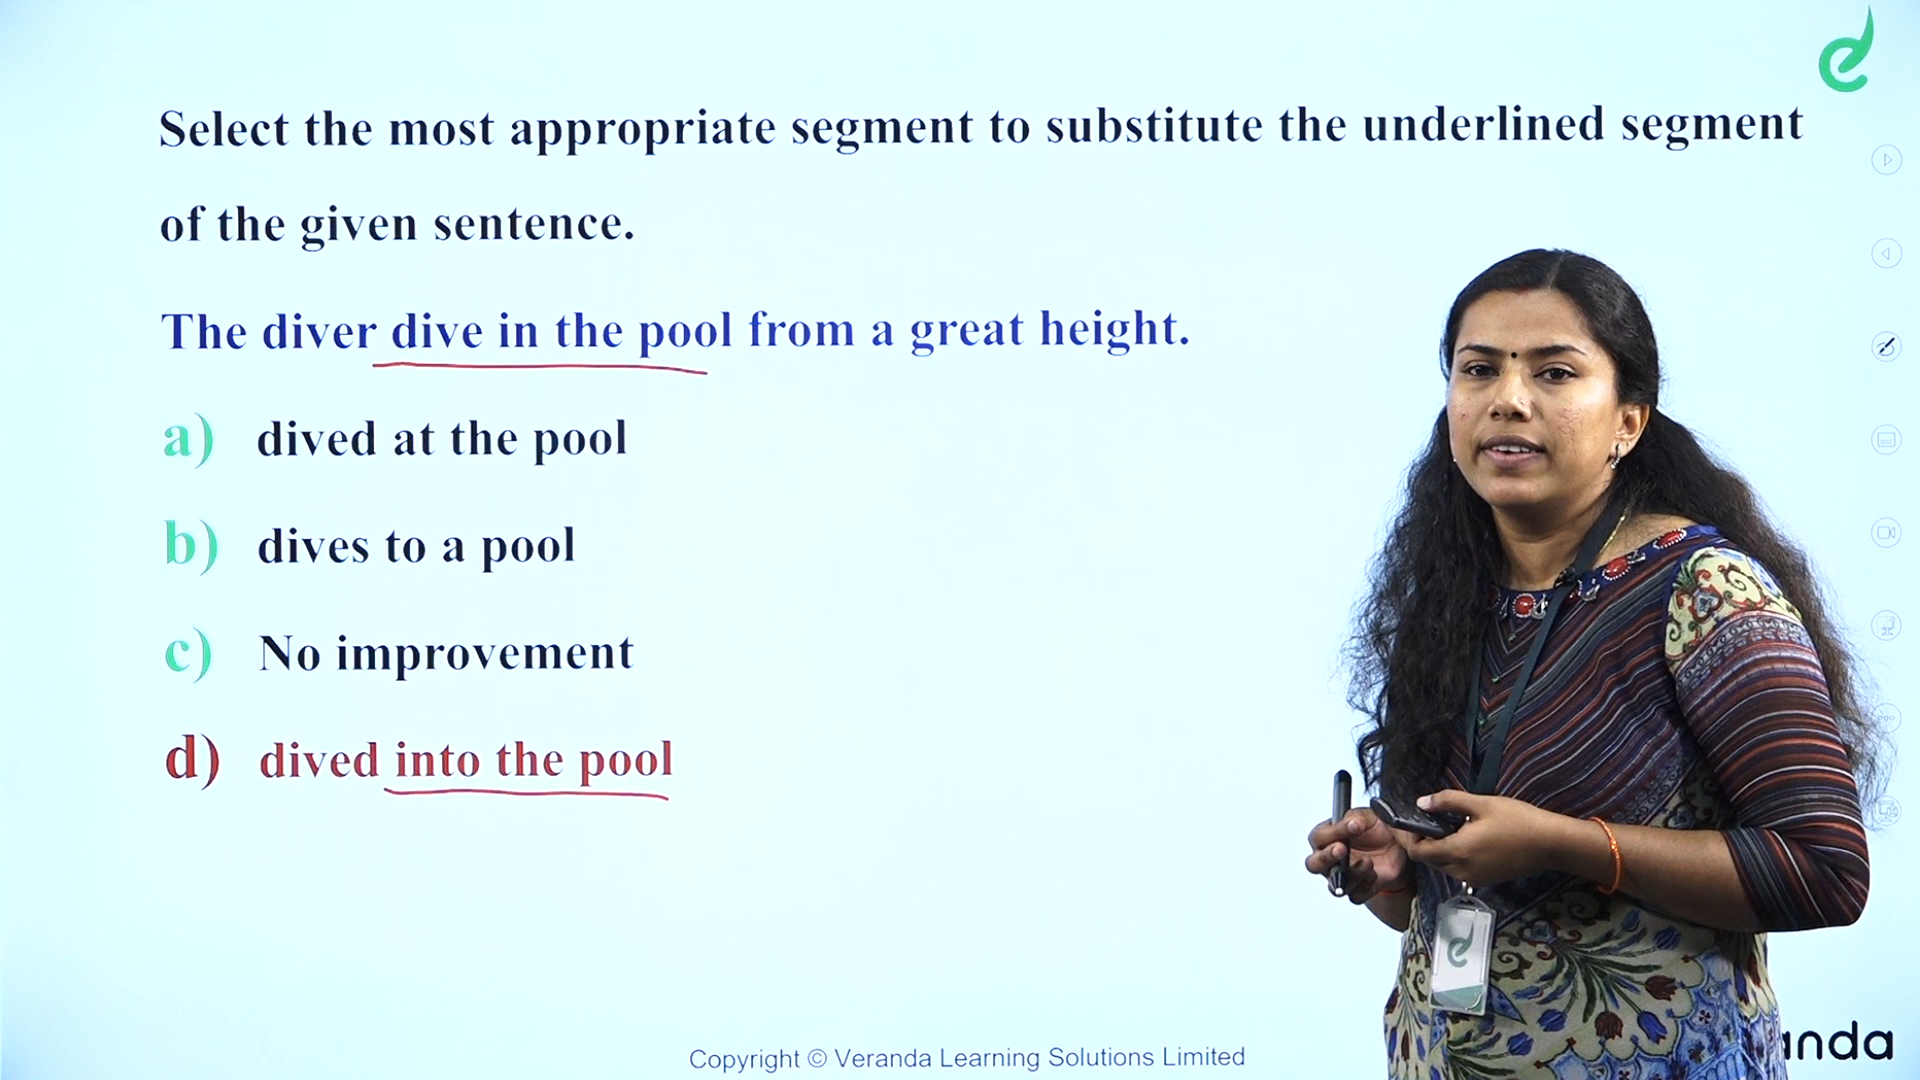 Select the most appropriate segment to substitute the underlined segment
of the given sentence.
The diver dive in the pool from a great height.
a) dived at the pool
b) dives to a pool
c) No improvement
d) dived into the pool
Copyright © Veranda Learning Solutions Limited